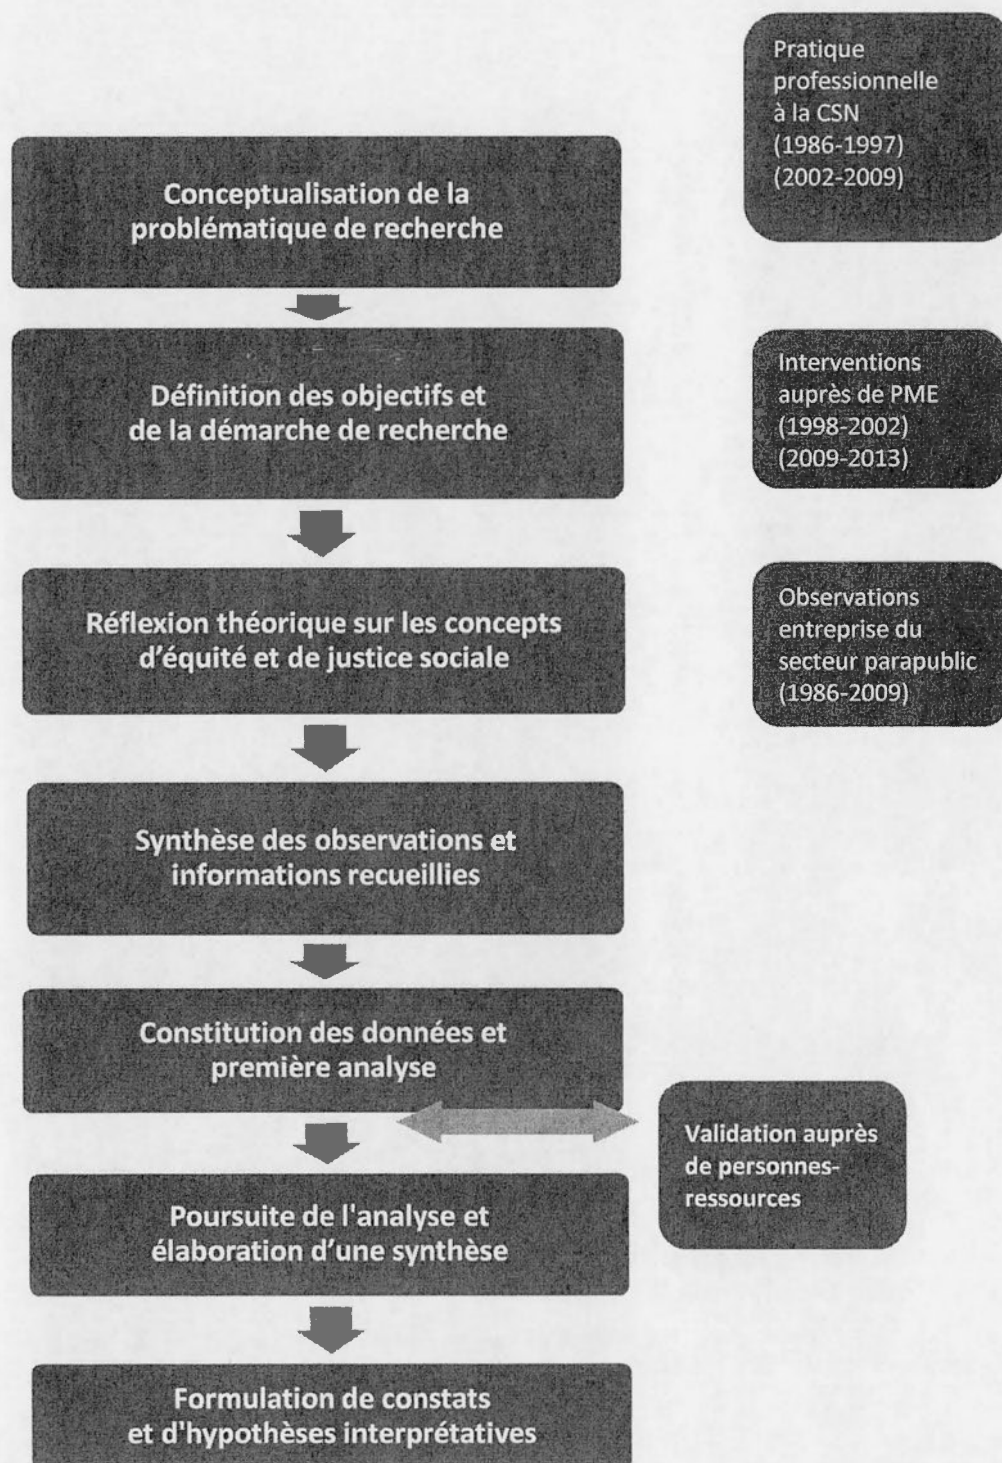 Pratique
professionnelle
à la CSN
(1986-1997)
(2002-2009)
Conceptualisation de la
problématique de recherche
Définition des objectifs et
de la démarche de recherche
Interventions
auprès de PME
(1998-2002)
(2009-2013)
Réflexion théorique sur les concepts
d’équité et de justice sociale
Observations
entreprise du
secteur parapublic
(1986-2009)
Synthèse des observations et
informations recueillies
Constitution des données et
première analyse
Validation auprès
de personnes-
ressources
Poursuite de l'analyse et
élaboration d’une synthèse
Formulation de constats
et d'hypothèses interprétatives